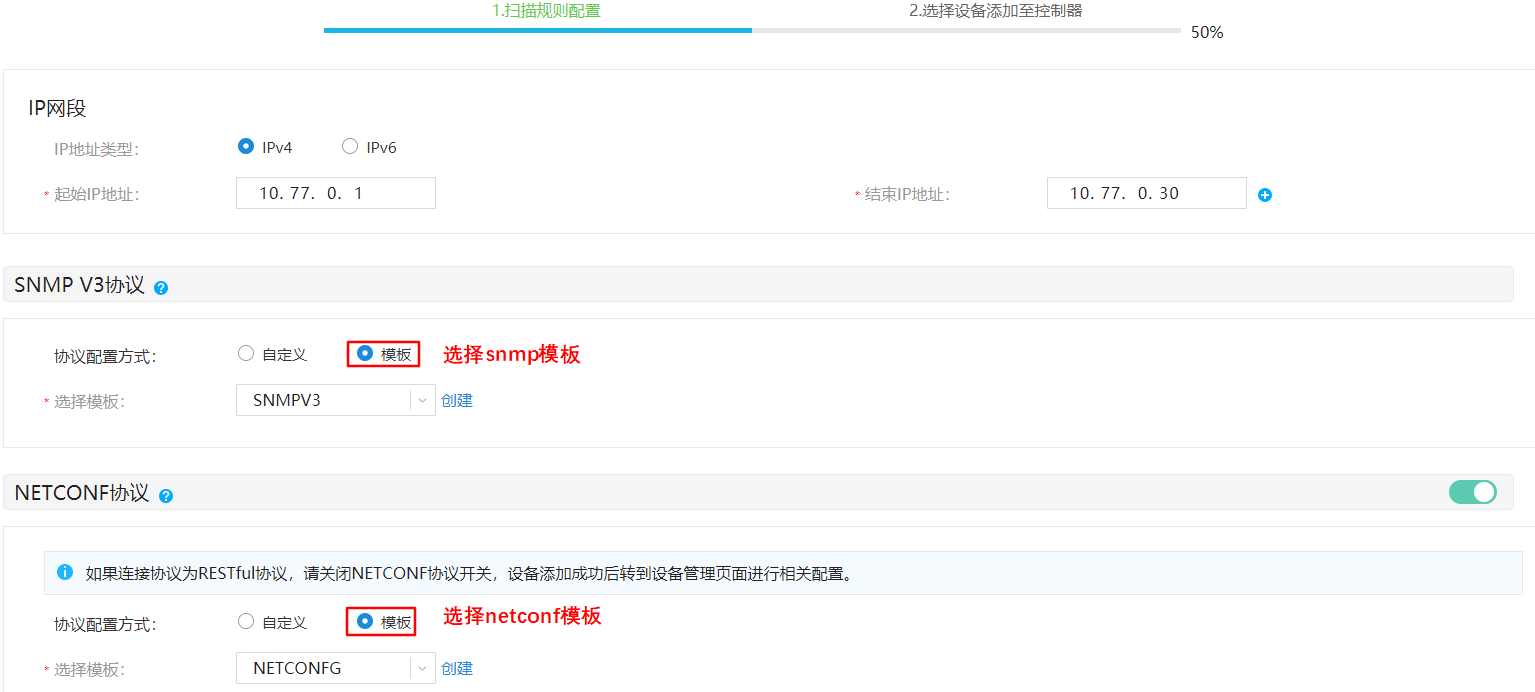 1.扫描规则配置
2.选择设备添加至控制器
50%
IP网段
IP地址类型：
IPv4
IPv6
* 起始IP地址：
10. 77. 0. 1
* 结束IP地址：
10. 77. 0. 30
SNMP V3协议
协议配置方式：
自定义
模板
选择snmp模板
* 选择模板：
SNMPV3
创建
NETCONF协议
如果连接协议为RESTful协议，请关闭NETCONF协议开关，设备添加成功后转到设备管理页面进行相关配置。
协议配置方式：
自定义
模板
选择netconf模板
* 选择模板：
NETCONFG
创建